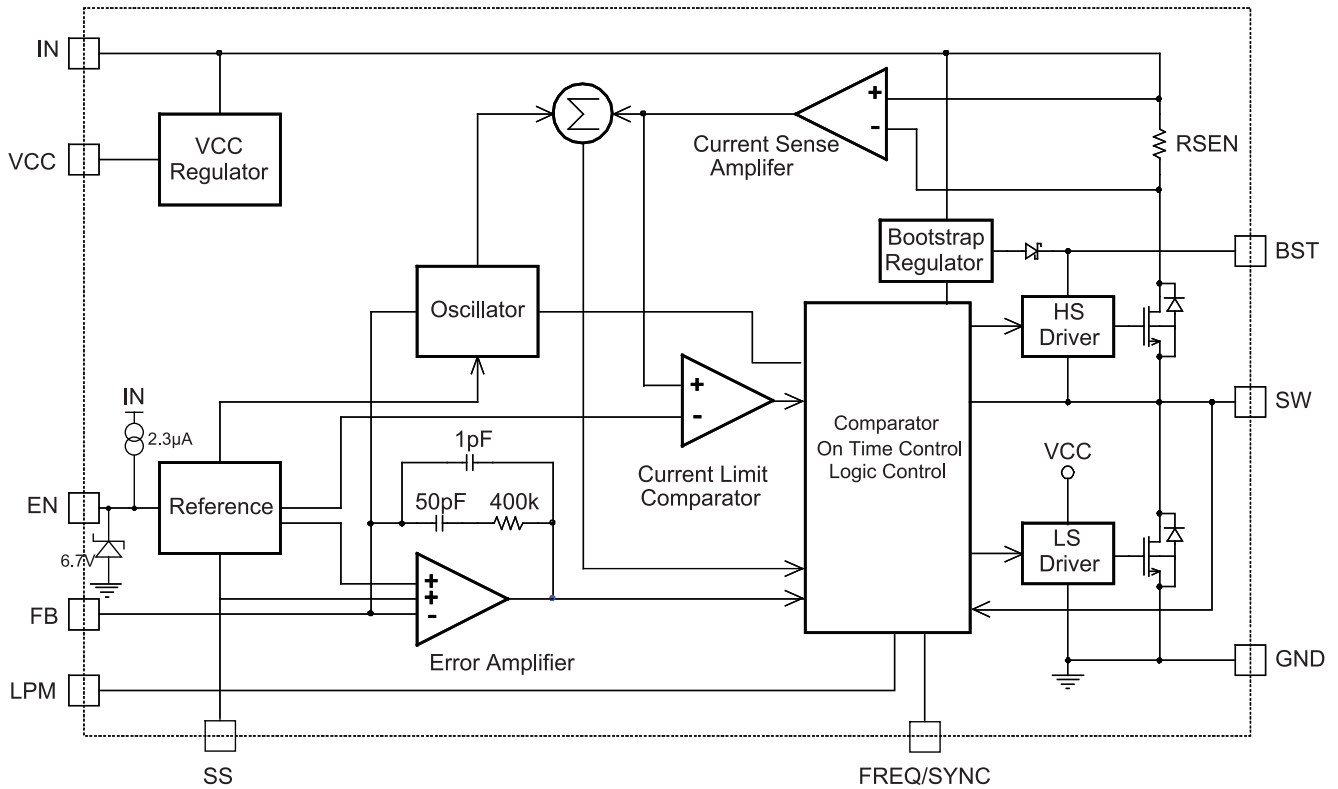 IN
VCC
VCC
Regulator
Σ
+
-
Current Sense
Amplifer
RSEN
Bootstrap
Regulator
BST
Oscillator
HS
Driver
IN
2.3µA
+
-
Current Limit
Comparator
Comparator
On Time Control
Logic Control
SW
1pF
50pF
400k
VCC
EN
Reference
6.7V
LS
Driver
+
+
-
FB
Error Amplifier
GND
LPM
SS
FREQ/SYNC